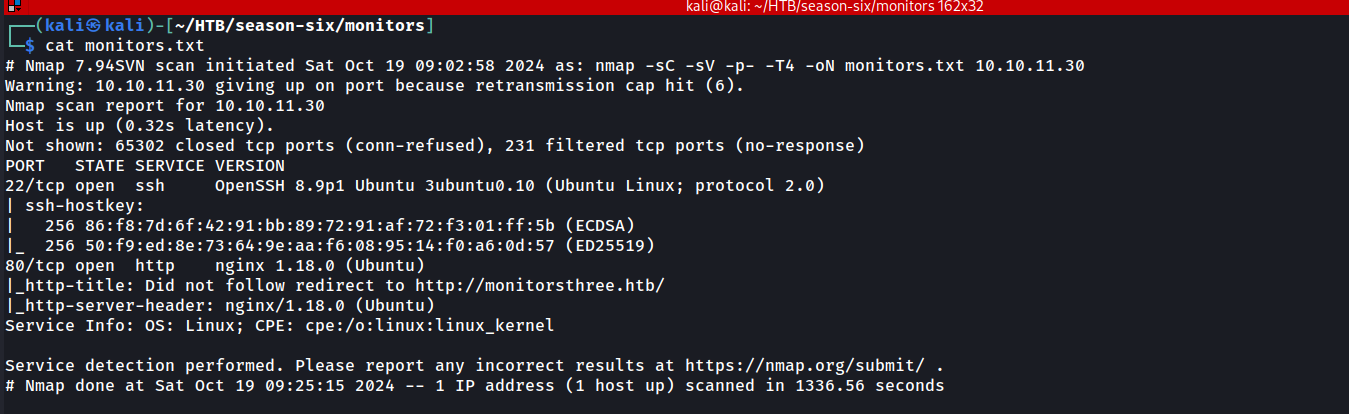 kali@kali: ~/HTB/season-six/monitors 162x32
┌──(kali㉿kali)-[~/HTB/season-six/monitors]
└─$ cat monitors.txt
# Nmap 7.94SVN scan initiated Sat Oct 19 09:02:58 2024 as: nmap -sC -sV -p- -T4 -oN monitors.txt 10.10.11.30
Warning: 10.10.11.30 giving up on port because retransmission cap hit (6).
Nmap scan report for 10.10.11.30
Host is up (0.32s latency).
Not shown: 65302 closed tcp ports (conn-refused), 231 filtered tcp ports (no-response)
PORT   STATE SERVICE VERSION
22/tcp open  ssh     OpenSSH 8.9p1 Ubuntu 3ubuntu0.10 (Ubuntu Linux; protocol 2.0)
| ssh-hostkey:
|   256 86:f8:7d:6f:42:91:bb:89:72:91:af:72:f3:01:ff:5b (ECDSA)
|_  256 50:f9:ed:8e:73:64:9e:aa:f6:08:95:14:f0:a6:0d:57 (ED25519)
80/tcp open  http    nginx 1.18.0 (Ubuntu)
|_http-title: Did not follow redirect to http://monitorsthree.htb/
|_http-server-header: nginx/1.18.0 (Ubuntu)
Service Info: OS: Linux; CPE: cpe:/o:linux:linux_kernel

Service detection performed. Please report any incorrect results at https://nmap.org/submit/ .
# Nmap done at Sat Oct 19 09:25:15 2024 -- 1 IP address (1 host up) scanned in 1336.56 seconds